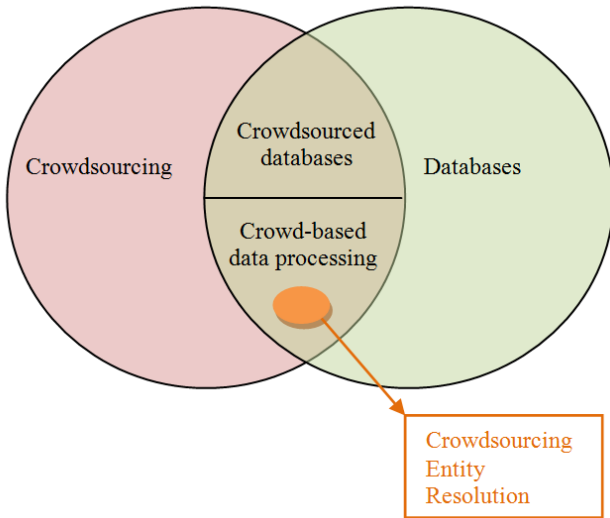 Crowdsourced
databases
Crowdsourcing
Databases
Crowd-based
data processing
Crowdsourcing
Entity
Resolution